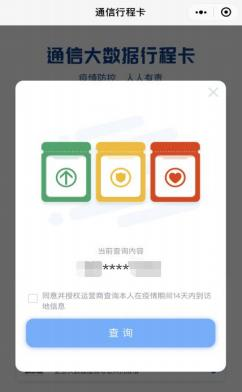 通信行程卡
通信大数据行程卡
疫情防控，人人有责
当前查询内容
****
同意并授权运营商查询本人在疫情期间14天内到访
地信息
查 询